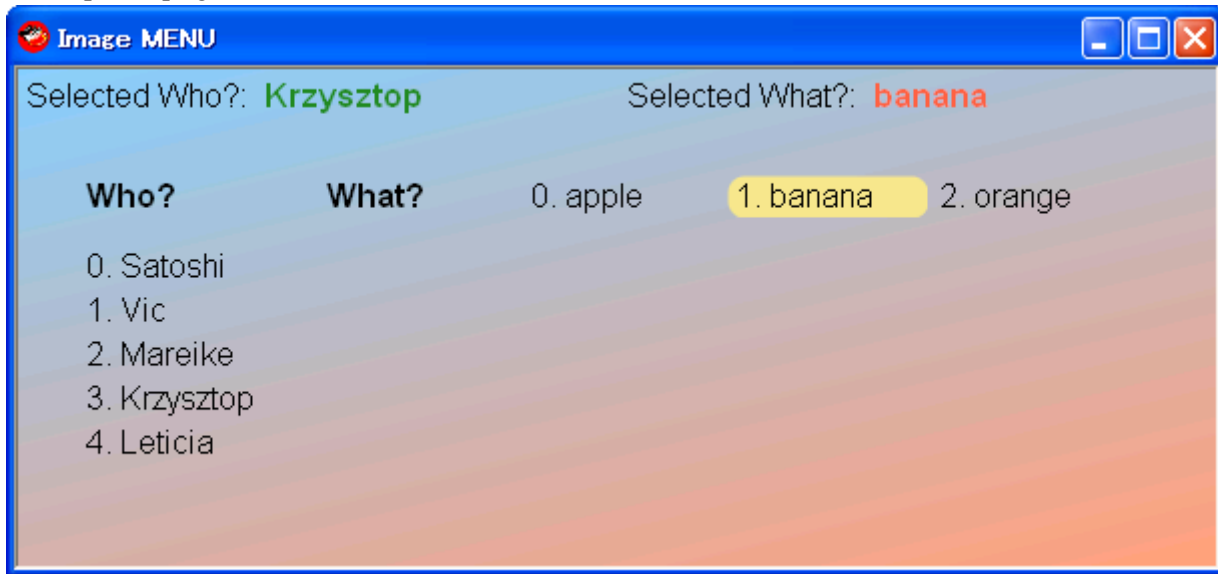 Image MENU
Selected Who?: Krzysztop Selected What?: banana
Who? What? 0. apple 1. banana 2. orange
0. Satoshi
1. Vic
2. Mareike
3. Krzysztop
4. Leticia